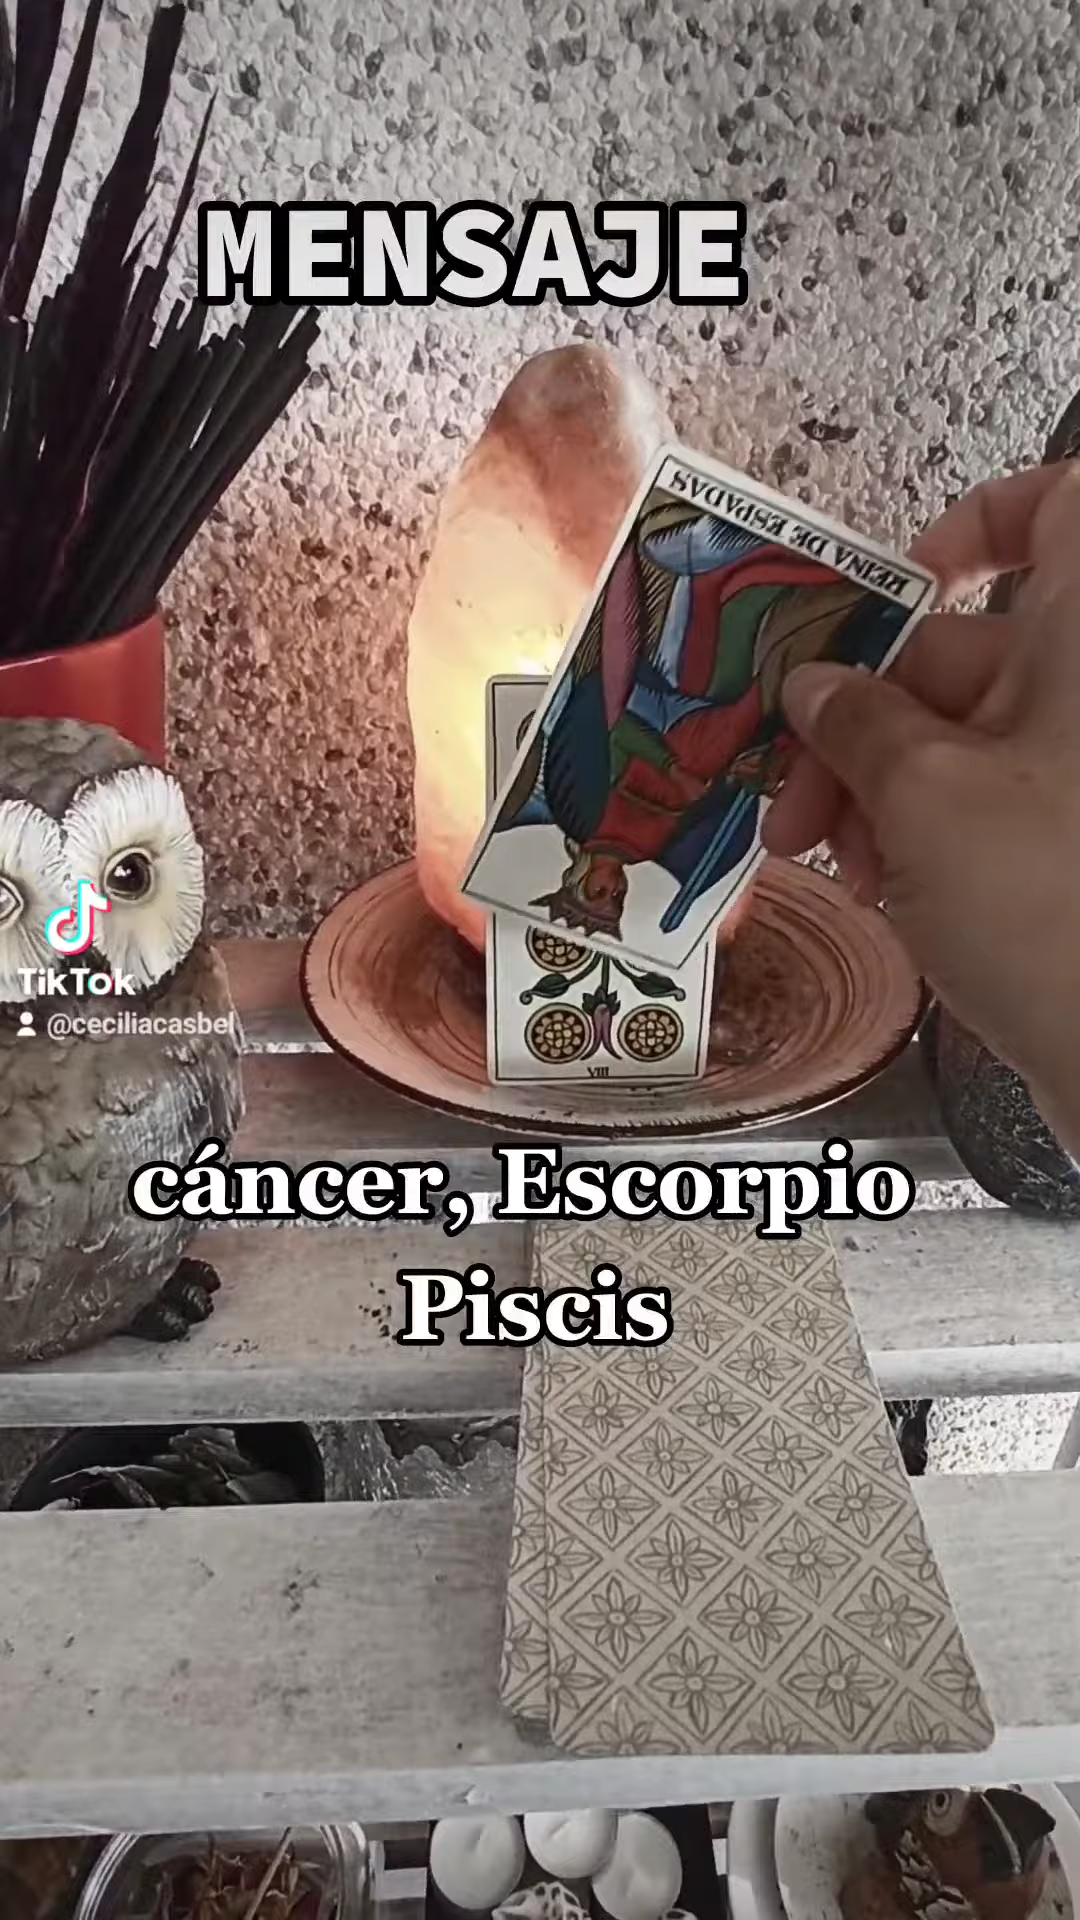 MENSAJE
REINA DE ESPADAS
TikTok
@ceciliacasbel
VIII
cáncer, Escorpio
Piscis